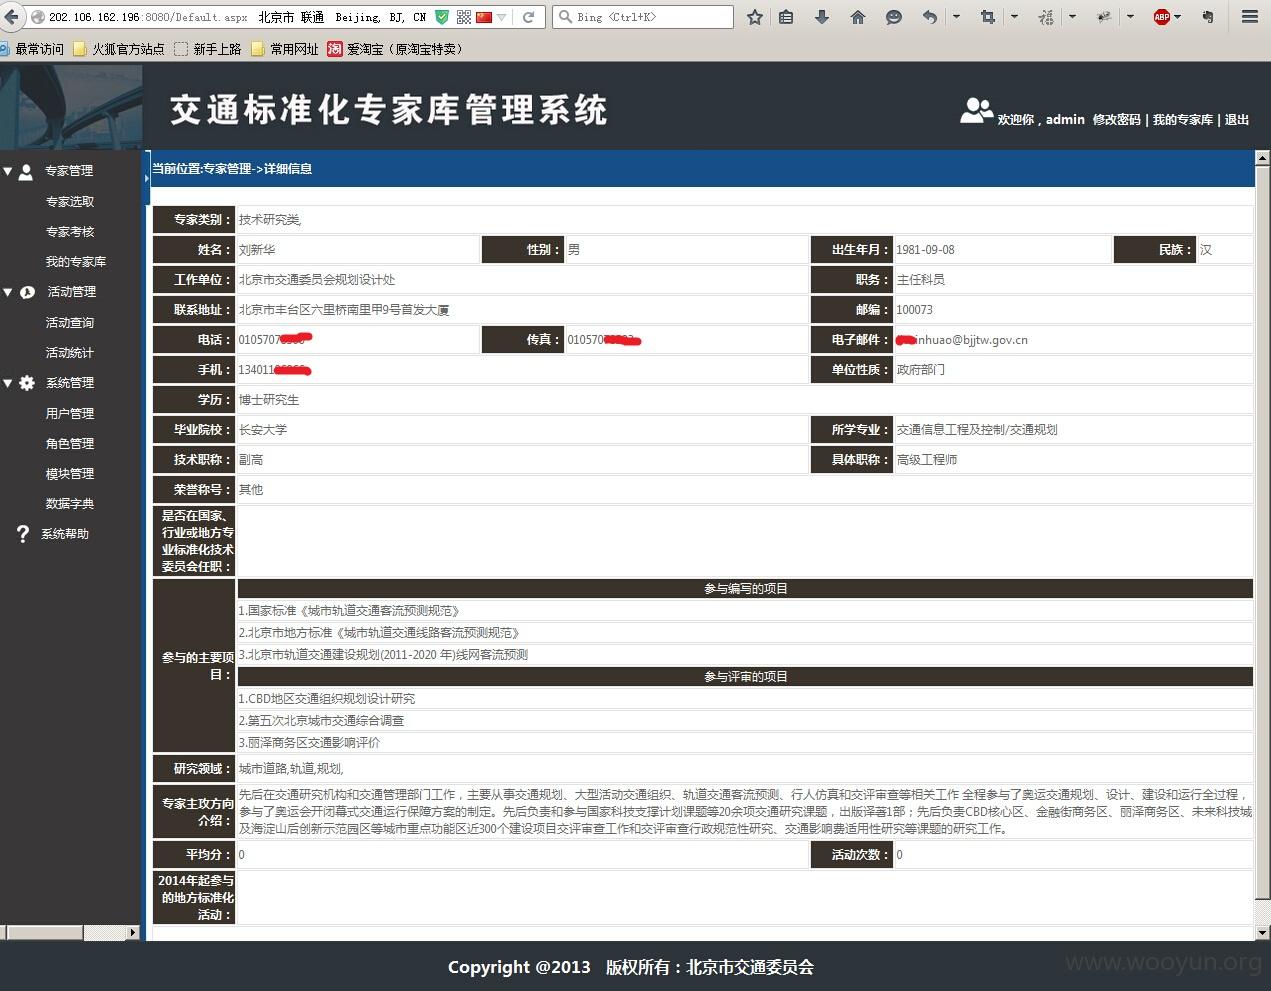 202.106.162.196:8080/Default.aspx 北京市 联通 Beijing, BJ, CN Bing <Ctrl+K> ABP
最常访问 火狐官方站点 新手上路 常用网址 淘 爱淘宝（原淘宝特卖）
交通标准化专家库管理系统
欢迎你，admin 修改密码 | 我的专家库 | 退出
专家管理
专家选取
专家考核
我的专家库
活动管理
活动查询
活动统计
系统管理
用户管理
角色管理
模块管理
数据字典
系统帮助
当前位置:专家管理->详细信息
专家类别： 技术研究类,
姓名： 刘新华 性别： 男 出生年月： 1981-09-08 民族： 汉
工作单位： 北京市交通委员会规划设计处 职务： 主任科员
联系地址： 北京市丰台区六里桥南里甲9号首发大厦 邮编： 100073
电话： 0105707 传真： 010570 电子邮件： inhuao@bjjtw.gov.cn
手机： 134011 单位性质： 政府部门
学历： 博士研究生
毕业院校： 长安大学 所学专业： 交通信息工程及控制/交通规划
技术职称： 副高 具体职称： 高级工程师
荣誉称号： 其他
是否在国家、
行业或地方专
业标准化技术
委员会任职：
参与的主要项
目：
参与编写的项目
1.国家标准《城市轨道交通客流预测规范》
2.北京市地方标准《城市轨道交通线路客流预测规范》
3.北京市轨道交通建设规划(2011-2020 年)线网客流预测
参与评审的项目
1.CBD地区交通组织规划设计研究
2.第五次北京城市交通综合调查
3.丽泽商务区交通影响评价
研究领域： 城市道路,轨道,规划,
专家主攻方向
介绍：
先后在交通研究机构和交通管理部门工作，主要从事交通规划、大型活动交通组织、轨道交通客流预测、行人仿真和交评审查等相关工作 全程参与了奥运交通规划、设计、建设和运行全过程，
参与了奥运会开闭幕式交通运行保障方案的制定。先后负责和参与国家科技支撑计划课题等20余项交通研究课题，出版译著1部；先后负责CBD核心区、金融街商务区、丽泽商务区、未来科技城
及海淀山后创新示范园区等城市重点功能区近300个建设项目交评审查工作和交评审查行政规范性研究、交通影响费适用性研究等课题的研究工作。
平均分： 0 活动次数： 0
2014年起参与
的地方标准化
活动：
Copyright @2013 版权所有：北京市交通委员会
www.wooyun.org